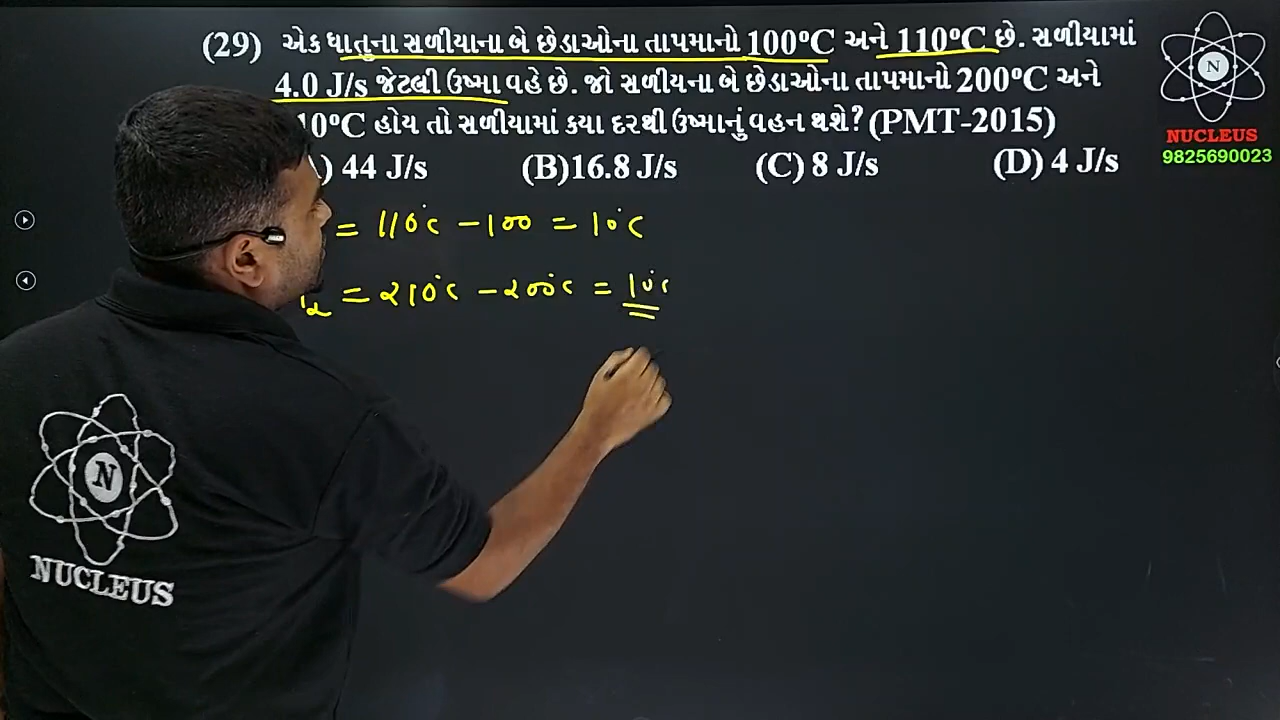 (29) એક ધાતુના સળીયાના બે છેડાઓના તાપમાનો 100°C અને 110°C છે. સળીયામાં
4.0 J/s જેટલી ઉષ્મા વહે છે. જો સળીયના બે છેડાઓના તાપમાનો 200°C અને
10°C હોય તો સળીયામાં કયા દરથી ઉષ્માનું વહન થશે? (PMT-2015)
) 44 J/s (B)16.8 J/s (C) 8 J/s (D) 4 J/s
= 110°C - 100 = 10°C
2 = 210°C - 200°C = 10°C
N
NUCLEUS
9825690023
N
NUCLEUS